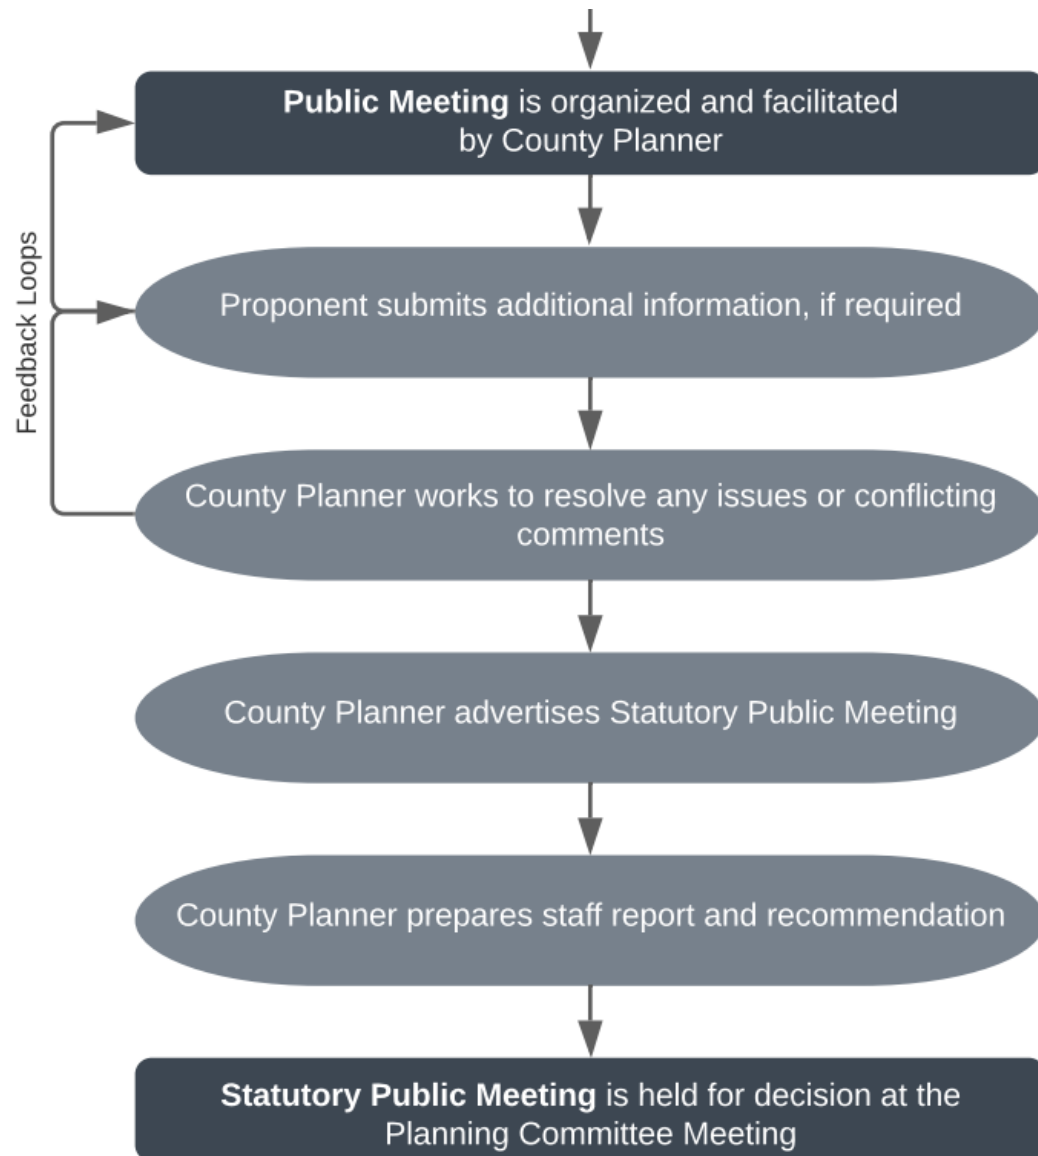 Public Meeting is organized and facilitated
by County Planner
Feedback Loops
Proponent submits additional information, if required
County Planner works to resolve any issues or conflicting
comments
County Planner advertises Statutory Public Meeting
County Planner prepares staff report and recommendation
Statutory Public Meeting is held for decision at the
Planning Committee Meeting